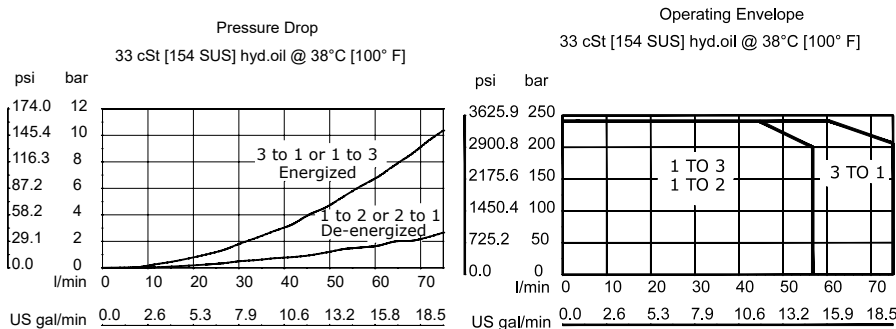 Pressure Drop
33 cSt [154 SUS] hyd.oil @ 38°C [100° F]
psi bar
174.0 12
145.4 10
116.3 8
87.2 6
58.2 4
29.1 2
0.0 0
3 to 1 or 1 to 3
Energized
1 to 2 or 2 to 1
De-energized
l/min 0 10 20 30 40 50 60 70
US gal/min 0.0 2.6 5.3 7.9 10.6 13.2 15.8 18.5
Operating Envelope
33 cSt [154 SUS] hyd.oil @ 38°C [100° F]
psi bar
3625.9 250
2900.8 200
2175.6 150
1450.4 100
725.2 50
0.0 0
1 TO 3
1 TO 2
3 TO 1
l/min 0 10 20 30 40 50 60 70
US gal/min 0.0 2.6 5.3 7.9 10.6 13.2 15.9 18.5